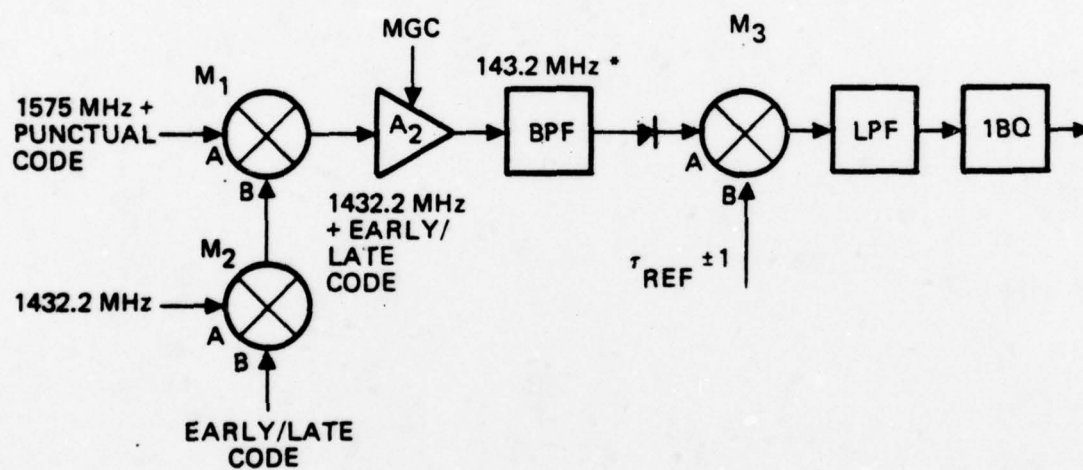 MGC
M3
143.2 MHz *
M1
1575 MHz +
PUNCTUAL
CODE
A
B
A2
BPF
A
B
LPF
1BQ
1432.2 MHz
+ EARLY/
LATE
CODE
M2
τREF ±1
1432.2 MHz
A
B
EARLY/LATE
CODE